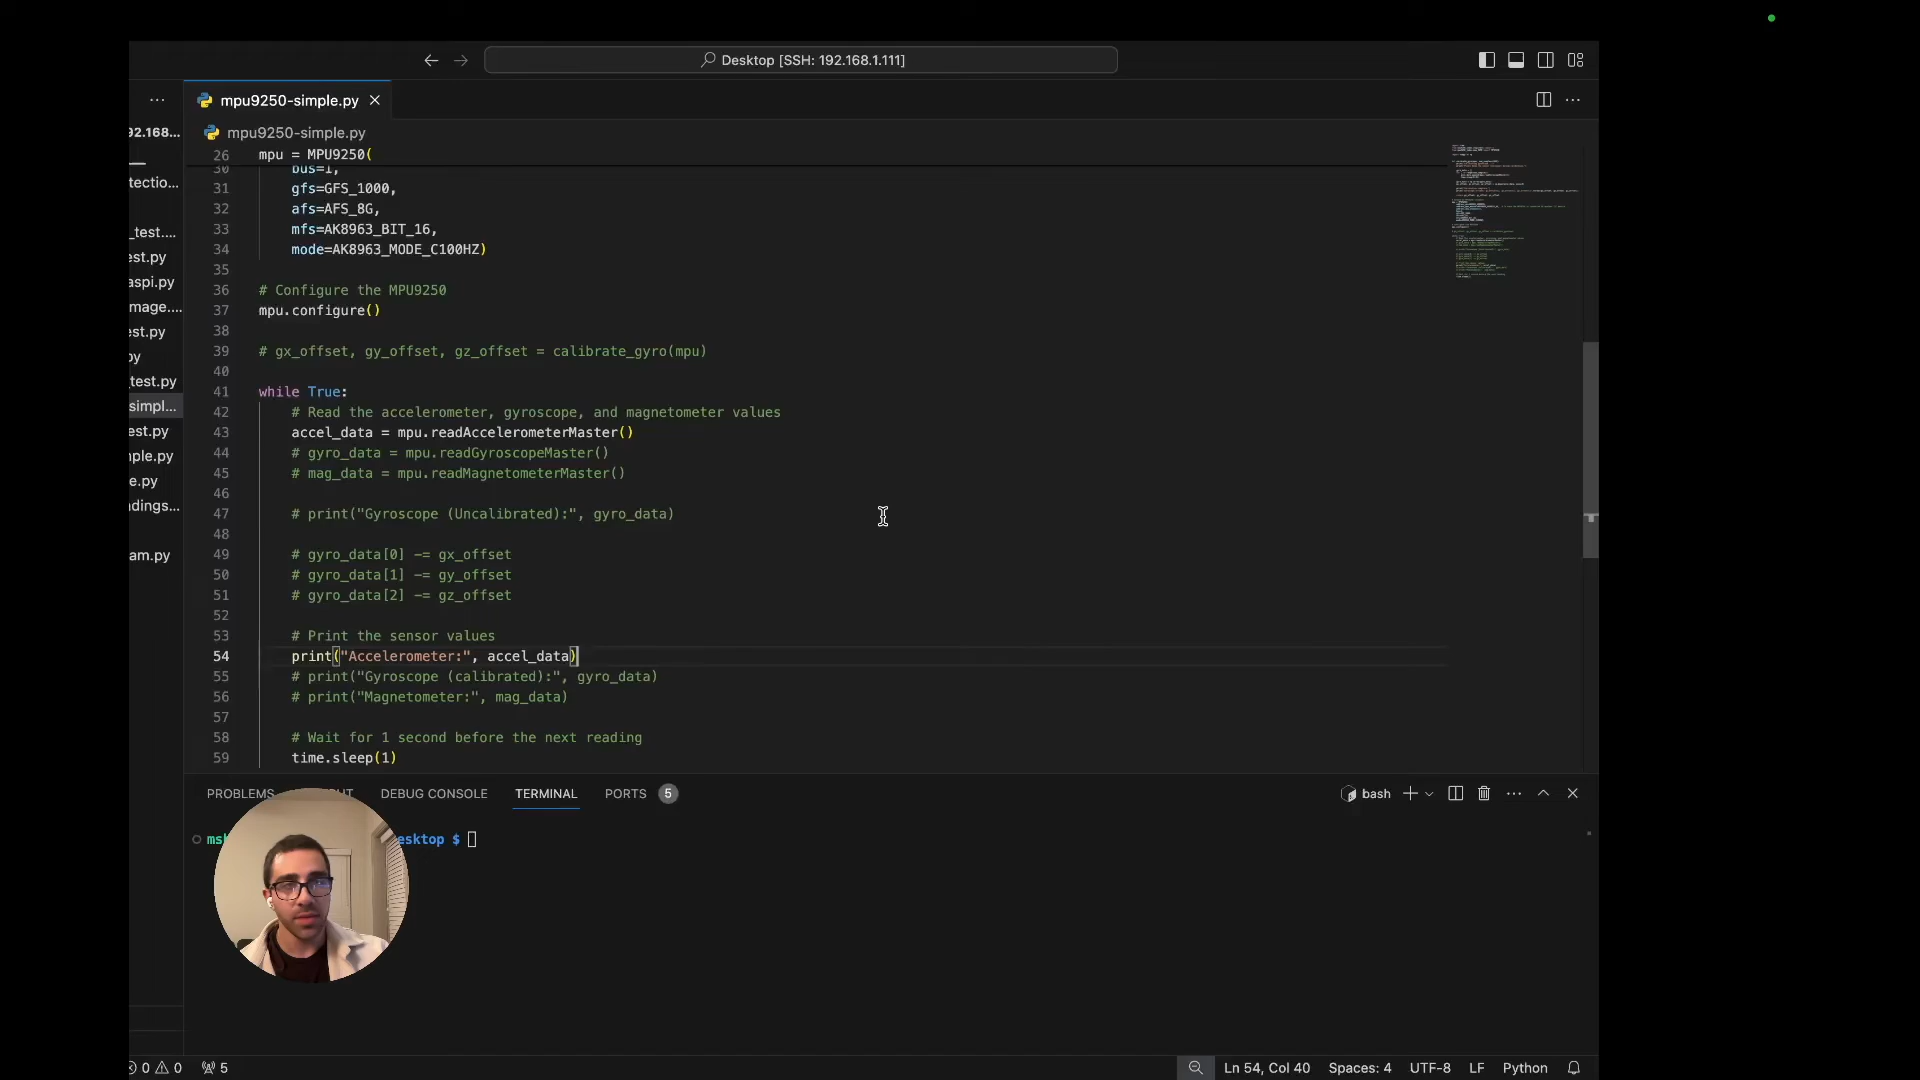 Desktop [SSH: 192.168.1.111]
mpu9250-simple.py
92.168...
mpu9250-simple.py
26 mpu = MPU9250(
30 bus=1,
31 gfs=GFS_1000,
32 afs=AFS_8G,
33 mfs=AK8963_BIT_16,
34 mode=AK8963_MODE_C100HZ)
35
36 # Configure the MPU9250
37 mpu.configure()
38
39 # gx_offset, gy_offset, gz_offset = calibrate_gyro(mpu)
40
41 while True:
42 # Read the accelerometer, gyroscope, and magnetometer values
43 accel_data = mpu.readAccelerometerMaster()
44 # gyro_data = mpu.readGyroscopeMaster()
45 # mag_data = mpu.readMagnetometerMaster()
46
47 # print("Gyroscope (Uncalibrated):", gyro_data)
48
49 # gyro_data[0] -= gx_offset
50 # gyro_data[1] -= gy_offset
51 # gyro_data[2] -= gz_offset
52
53 # Print the sensor values
54 print("Accelerometer:", accel_data)
55 # print("Gyroscope (calibrated):", gyro_data)
56 # print("Magnetometer:", mag_data)
57
58 # Wait for 1 second before the next reading
59 time.sleep(1)
tectio...
_test....
st.py
aspi.py
mage....
est.py
py
_test.py
simpl...
est.py
nple.py
e.py
dings...
am.py
PROBLEMS
DEBUG CONSOLE
TERMINAL
PORTS 5
bash
esktop $
0 0 5
Ln 54, Col 40
Spaces: 4
UTF-8
LF
Python